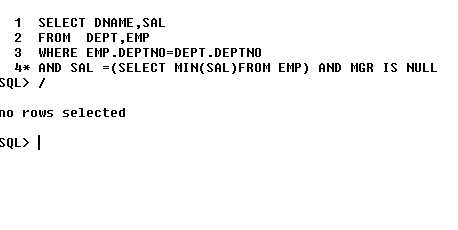 1 SELECT DNAME,SAL
2 FROM DEPT,EMP
3 WHERE EMP.DEPTNO=DEPT.DEPTNO
4* AND SAL =(SELECT MIN(SAL)FROM EMP) AND MGR IS NULL
SQL> /
no rows selected
SQL>